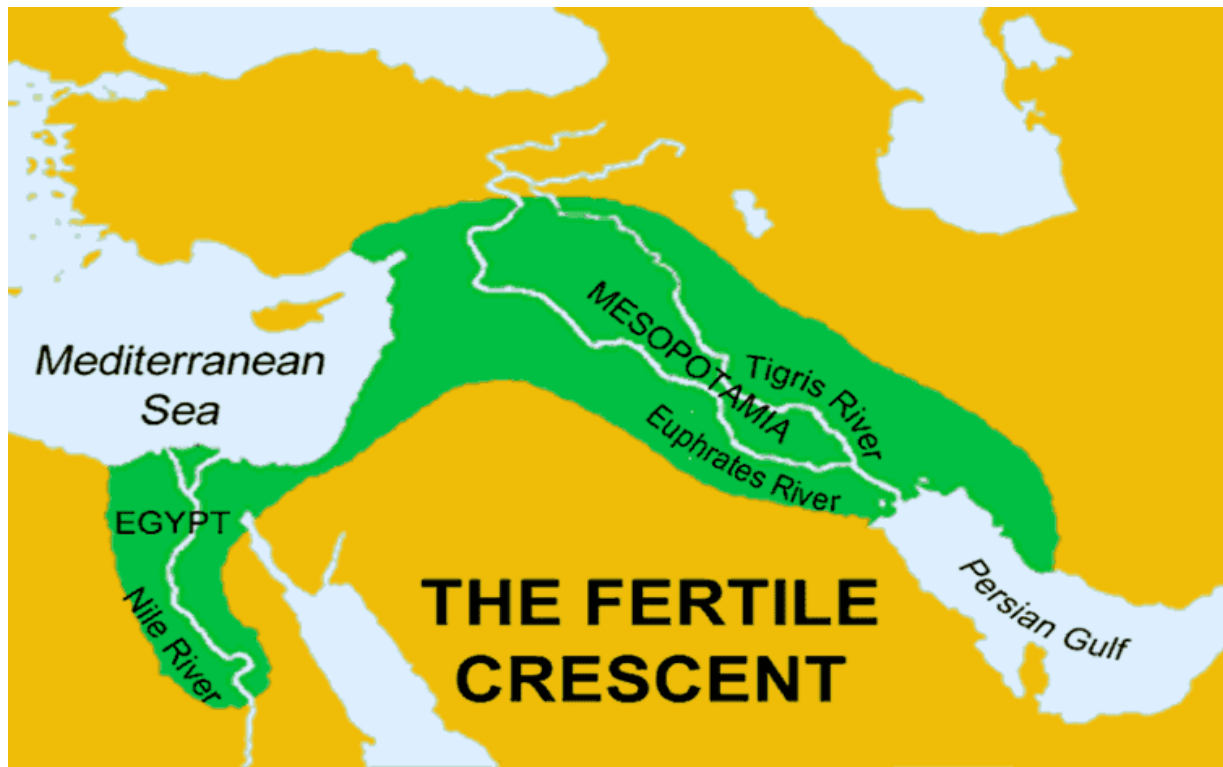 Mediterranean
Sea
MESOPOTAMIA
Tigris River
Euphrates River
EGYPT
Nile River
Persian Gulf
THE FERTILE
CRESCENT